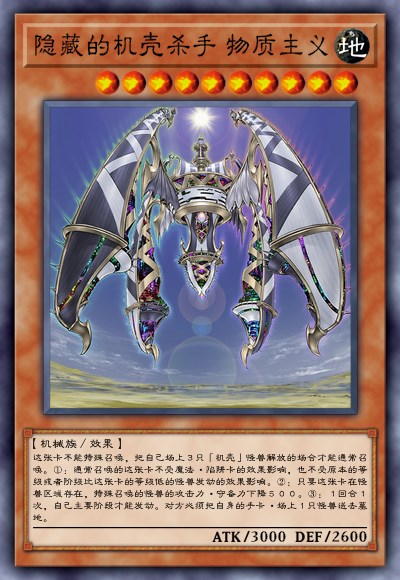 隐藏的机壳杀手 物质主义
地
【机械族/效果】
这张卡不能特殊召唤，把自己场上3只「机壳」怪兽解放的场合才能通常召
唤。①：通常召唤的这张卡不受魔法·陷阱卡的效果影响，也不受原本的等
级或者阶级比这张卡的等级低的怪兽发动的效果影响。②：只要这张卡在怪
兽区域存在，特殊召唤的怪兽的攻击力·守备力下降500。③：1回合1
次，自己主要阶段才能发动。对方必须把自身的手卡·场上1只怪兽送去墓
地。
ATK/3000 DEF/2600